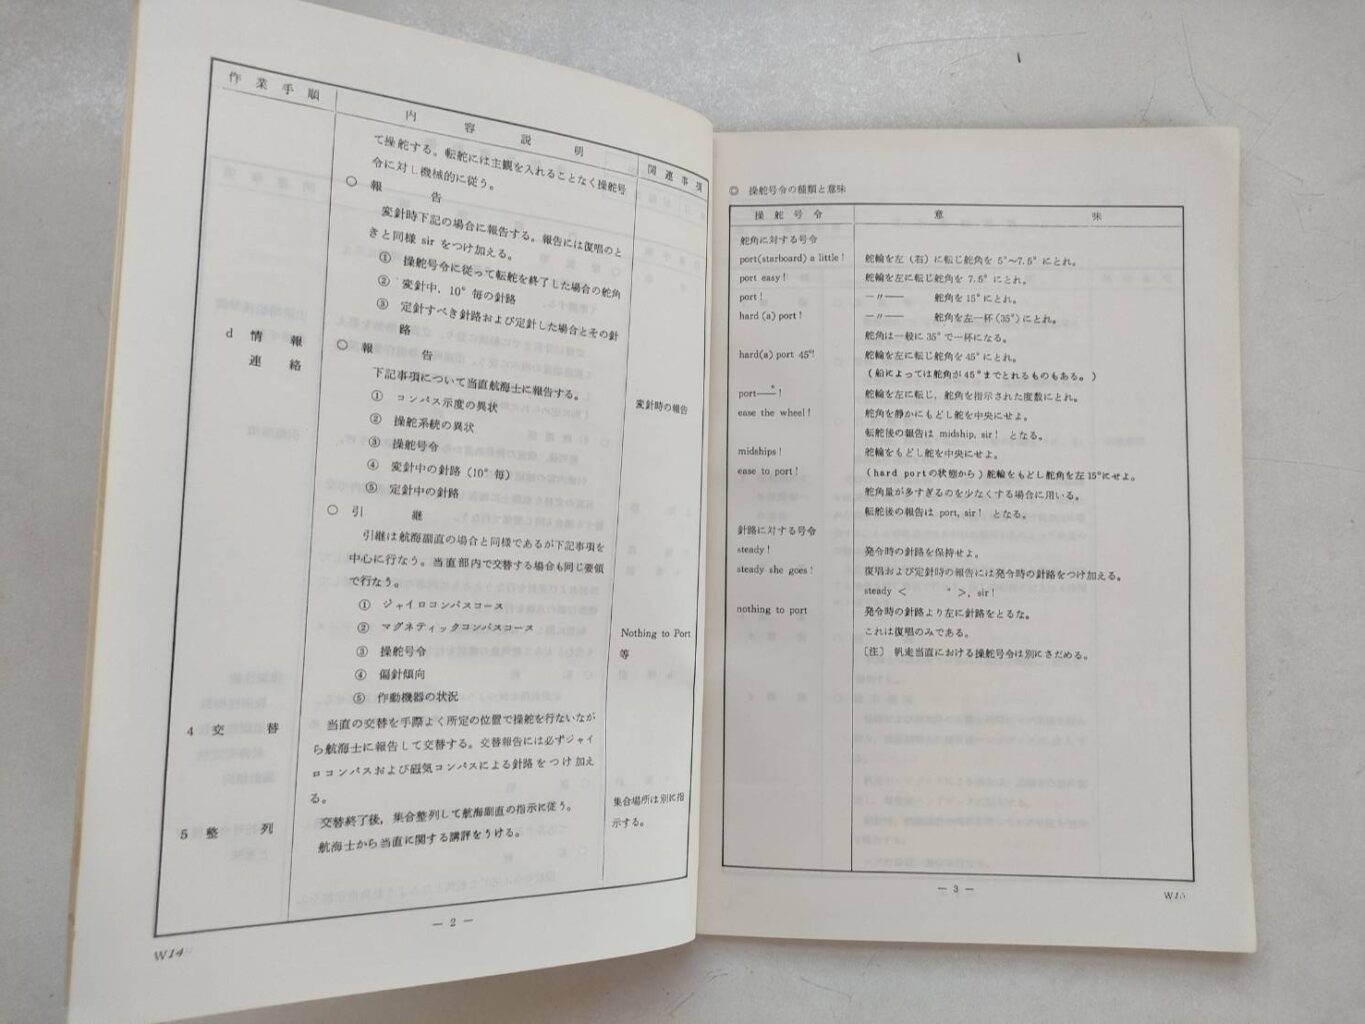 作業手順
内容説明
関連事項
て操舵する。転舵には主観を入れることなく操舵号
令に対し機械的に従う。
○ 報告
変針時下記の場合に報告する。報告には復唱のと
きと同様 sir をつけ加える。
① 操舵号令に従って転舵を終了した場合の舵角
② 変針中,10°毎の針路
③ 定針すべき針路および定針した場合とその針
路
d 情報
連絡
○ 報告
下記事項について当直航海士に報告する。
① コンパス示度の異状
② 操舵系統の異状
③ 操舵号令
④ 変針中の針路(10°毎)
⑤ 定針中の針路
変針時の報告
○ 引継
引継は航海副直の場合と同様であるが下記事項を
中心に行なう。当直部内で交替する場合も同じ要領
で行なう。
① ジャイロコンパスコース
② マグネティックコンパスコース
③ 操舵号令
④ 偏針傾向
⑤ 作動機器の状況
Nothing to Port
等
4 交替
当直の交替を手際よく所定の位置で操舵を行ないなが
ら航海士に報告して交替する。交替報告には必ずジャイ
ロコンパスおよび磁気コンパスによる針路をつけ加え
る。
5 整列
交替終了後,集合整列して航海副直の指示に従う。
航海士から当直に関する講評をうける。
集合場所は別に指
示する。
— 2 —
W14
◎ 操舵号令の種類と意味
操舵号令 意味
舵角に対する号令
port(starboard) a little! 舵輪を左(右)に転じ舵角を 5°~7.5° にとれ。
port easy! 舵輪を左に転じ舵角を 7.5° にとれ。
port! —〃— 舵角を15°にとれ。
hard (a) port! —〃— 舵角を左一杯(35°)にとれ。
舵角は一般に35°で一杯になる。
hard(a) port 45°! 舵輪を左に転じ舵角を45°にとれ。
(船によっては舵角が45°までとれるものもある。)
port—°! 舵輪を左に転じ,舵角を指示された度数にとれ。
ease the wheel! 舵角を静かにもどし舵を中央にせよ。
転舵後の報告は midship, sir! となる。
midships! 舵輪をもどし舵を中央にせよ。
ease to port! (hard portの状態から)舵輪をもどし舵角を左15°にせよ。
舵角量が多すぎるのを少なくする場合に用いる。
転舵後の報告は port, sir! となる。
針路に対する号令
steady! 発令時の針路を保持せよ。
steady she goes! 復唱および定針時の報告には発令時の針路をつけ加える。
steady < ° >, sir!
nothing to port 発令時の針路より左に針路をとるな。
これは復唱のみである。
〔注〕 帆走当直における操舵号令は別にさだめる。
— 3 —
W15